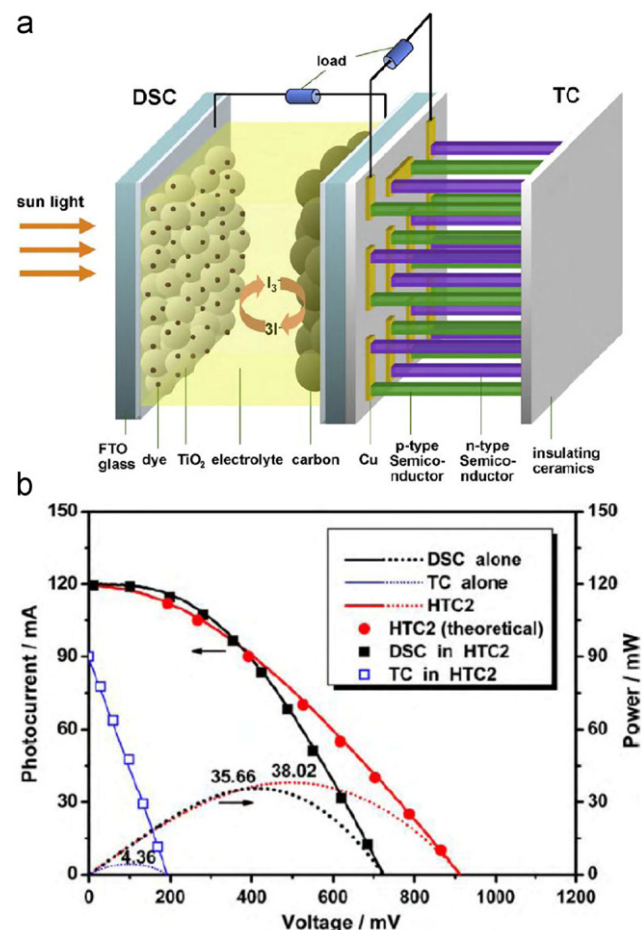 a
load
DSC
TC
sun light
I3-
3I-
FTO glass
dye
TiO2
electrolyte
carbon
Cu
p-type Semico-nductor
n-type Semico-nductor
insulating ceramics
b
150
120
90
60
30
0
Photocurrent / mA
DSC alone
TC alone
HTC2
HTC2 (theoretical)
DSC in HTC2
TC in HTC2
35.66
38.02
4.36
150
120
90
60
30
0
Power / mW
0
200
400
600
800
1000
1200
Voltage / mV